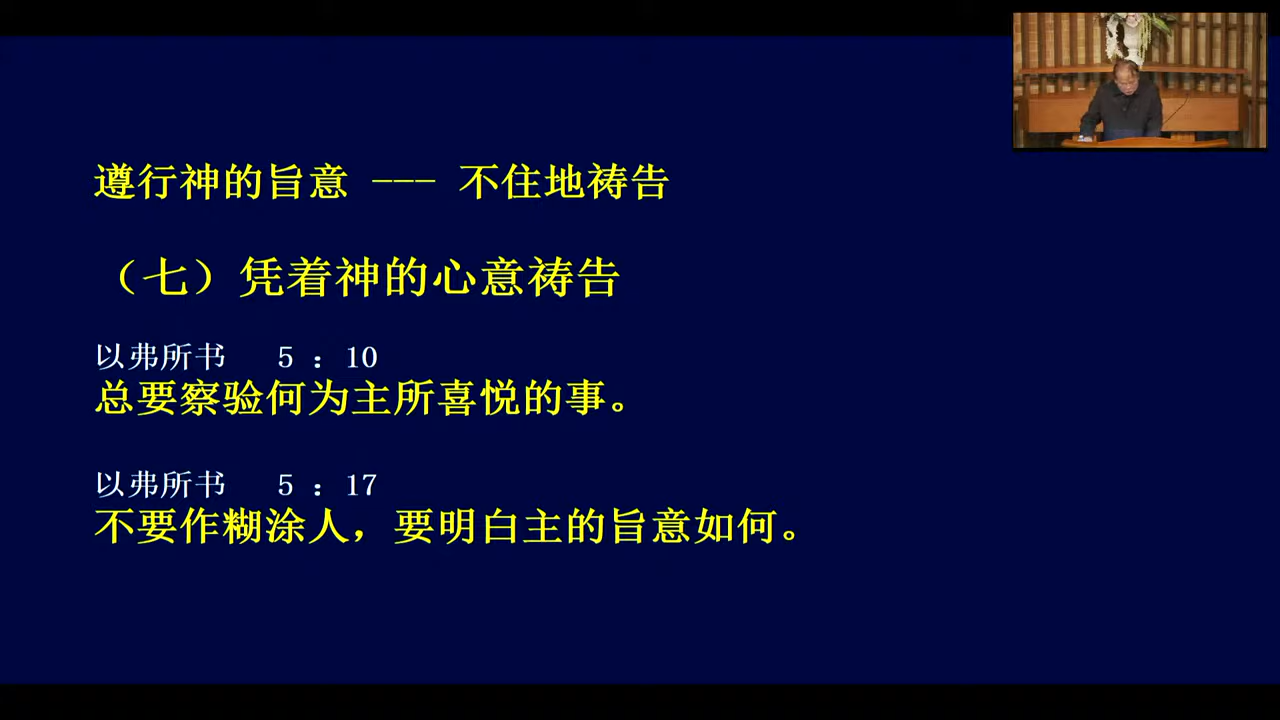 遵行神的旨意 --- 不住地祷告
（七）凭着神的心意祷告
以弗所书 5 : 10
总要察验何为主所喜悦的事。
以弗所书 5 : 17
不要作糊涂人，要明白主的旨意如何。